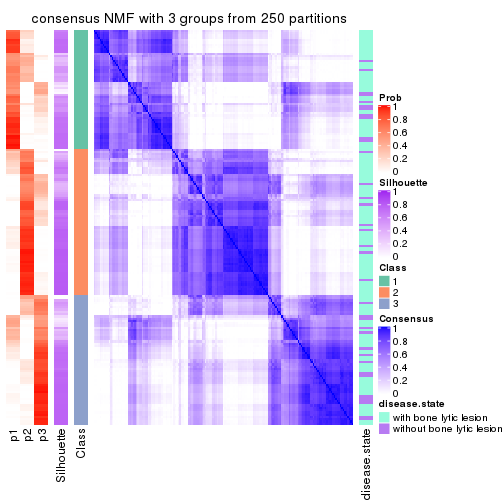 consensus NMF with 3 groups from 250 partitions
Prob
1
0.8
0.6
0.4
0.2
0
Silhouette
1
0.8
0.6
0.4
0.2
0
Class
1
2
3
Consensus
1
0.8
0.6
0.4
0.2
0
disease.state
with bone lytic lesion
without bone lytic lesion
p1
p2
p3
Silhouette
Class
disease.state